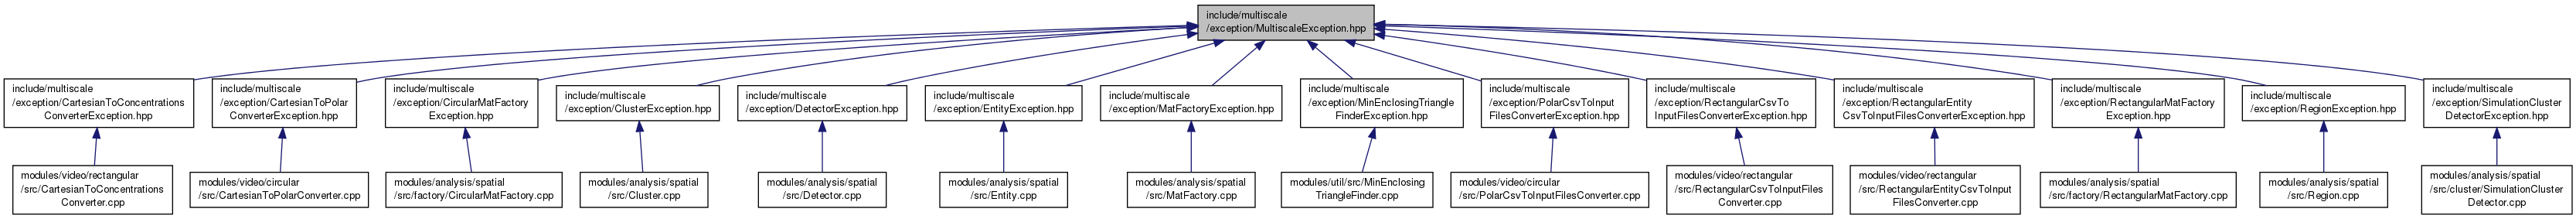 include/multiscale
/exception/MultiscaleException.hpp
include/multiscale
/exception/CartesianToConcentrations
ConverterException.hpp
include/multiscale
/exception/CartesianToPolar
ConverterException.hpp
include/multiscale
/exception/CircularMatFactory
Exception.hpp
include/multiscale
/exception/ClusterException.hpp
include/multiscale
/exception/DetectorException.hpp
include/multiscale
/exception/EntityException.hpp
include/multiscale
/exception/MatFactoryException.hpp
include/multiscale
/exception/MinEnclosingTriangle
FinderException.hpp
include/multiscale
/exception/PolarCsvToInput
FilesConverterException.hpp
include/multiscale
/exception/RectangularCsvTo
InputFilesConverterException.hpp
include/multiscale
/exception/RectangularEntity
CsvToInputFilesConverterException.hpp
include/multiscale
/exception/RectangularMatFactory
Exception.hpp
include/multiscale
/exception/RegionException.hpp
include/multiscale
/exception/SimulationCluster
DetectorException.hpp
modules/video/rectangular
/src/CartesianToConcentrations
Converter.cpp
modules/video/circular
/src/CartesianToPolarConverter.cpp
modules/analysis/spatial
/src/factory/CircularMatFactory.cpp
modules/analysis/spatial
/src/Cluster.cpp
modules/analysis/spatial
/src/Detector.cpp
modules/analysis/spatial
/src/Entity.cpp
modules/analysis/spatial
/src/MatFactory.cpp
modules/util/src/MinEnclosing
TriangleFinder.cpp
modules/video/circular
/src/PolarCsvToInputFilesConverter.cpp
modules/video/rectangular
/src/RectangularCsvToInputFiles
Converter.cpp
modules/video/rectangular
/src/RectangularEntityCsvToInput
FilesConverter.cpp
modules/analysis/spatial
/src/factory/RectangularMatFactory.cpp
modules/analysis/spatial
/src/Region.cpp
modules/analysis/spatial
/src/cluster/SimulationCluster
Detector.cpp